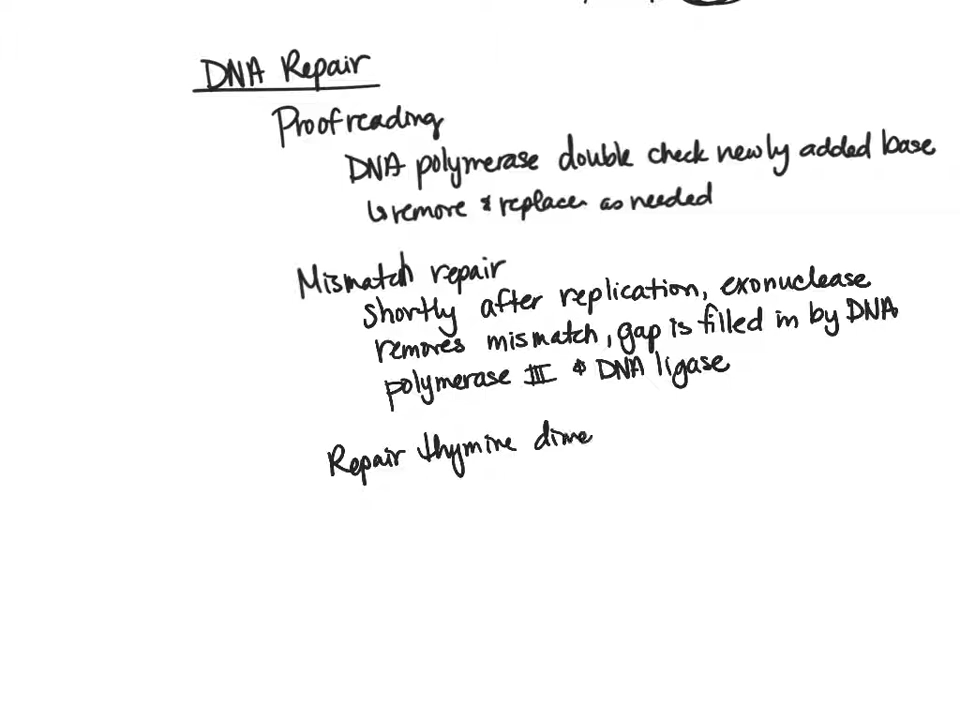 DNA Repair
Proofreading
DNA polymerase double check newly added base
↳ remove & replace as needed
Mismatch repair
shortly after replication, exonuclease
removes mismatch, gap is filled in by DNA
polymerase III & DNA ligase
Repair thymine dime